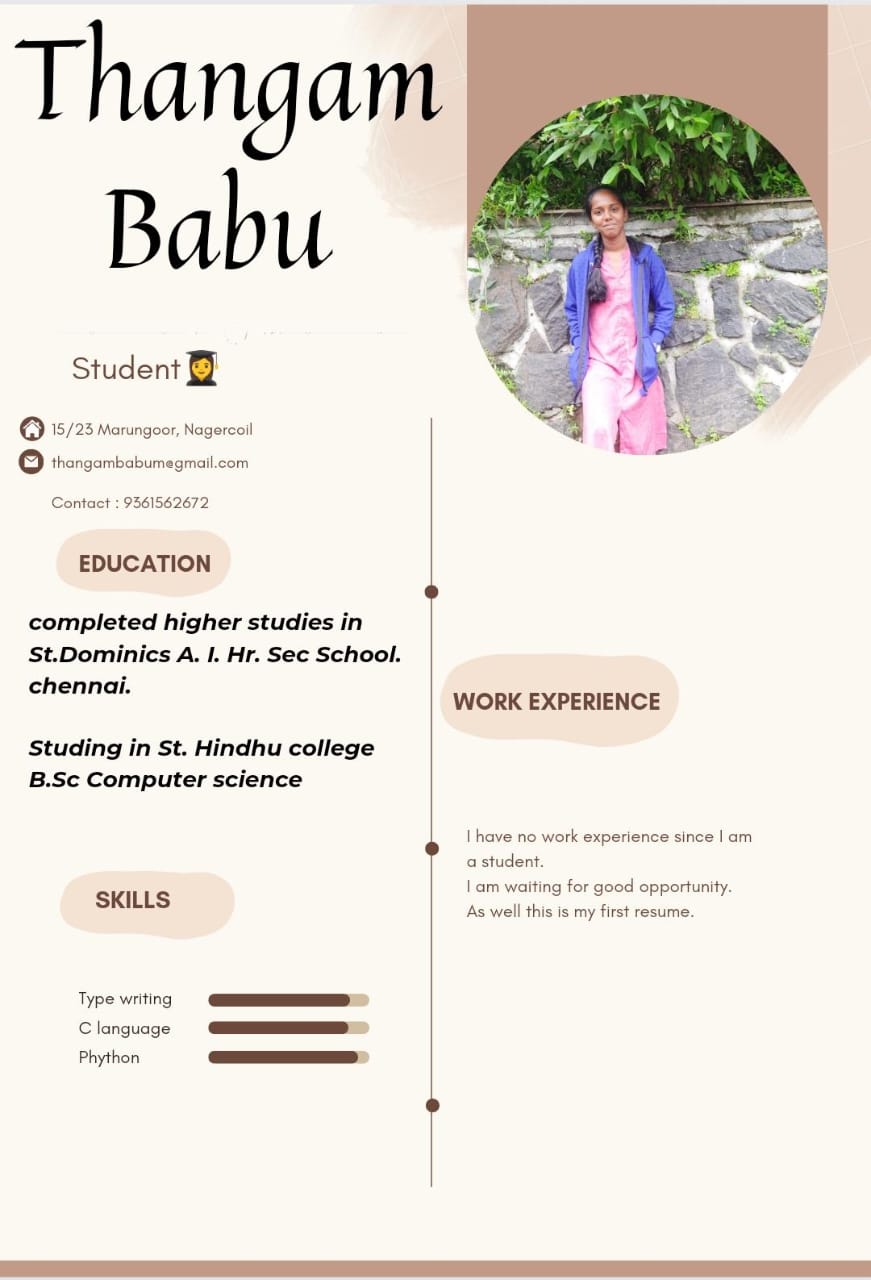 Thangam
Babu
Student
15/23 Marungoor, Nagercoil
thangambabum@gmail.com
Contact : 9361562672
EDUCATION
completed higher studies in
St.Dominics A. I. Hr. Sec School.
chennai.
Studing in St. Hindhu college
B.Sc Computer science
SKILLS
Type writing
C language
Phython
WORK EXPERIENCE
I have no work experience since I am
a student.
I am waiting for good opportunity.
As well this is my first resume.